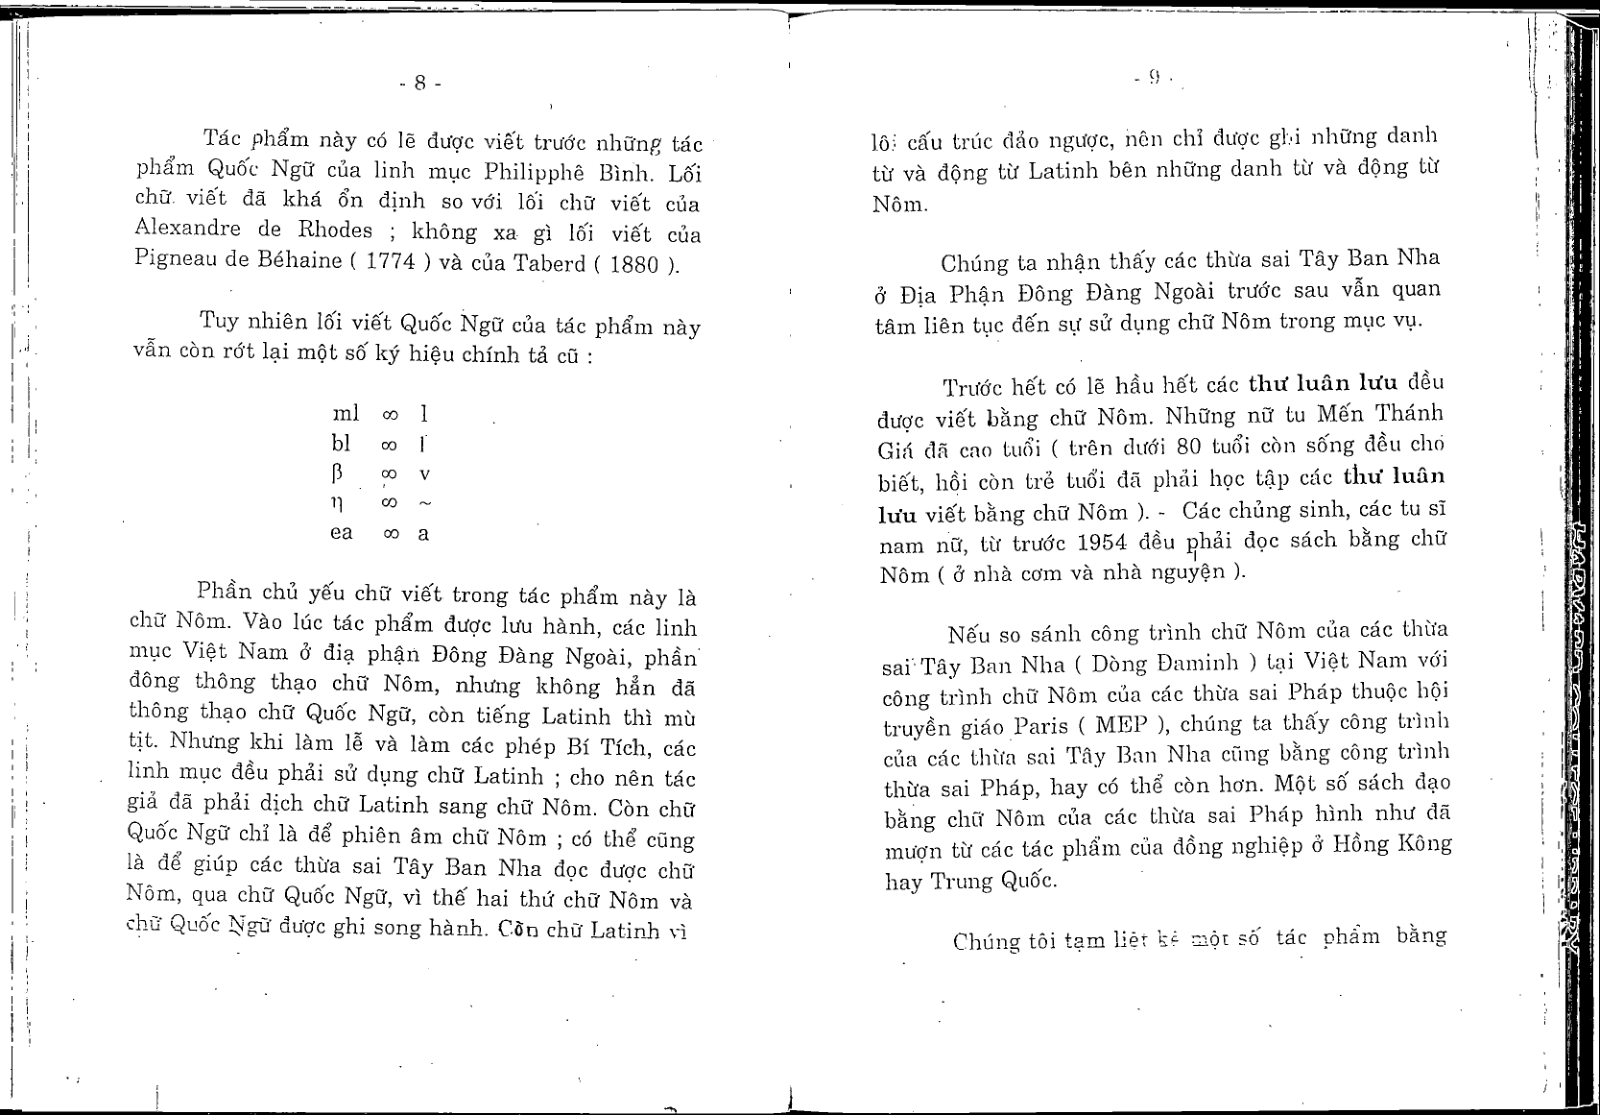 - 8 -
Tác phẩm này có lẽ được viết trước những tác
phẩm Quốc Ngữ của linh mục Philipphê Bình. Lối
chữ viết đã khá ổn định so với lối chữ viết của
Alexandre de Rhodes ; không xa gì lối viết của
Pigneau de Béhaine ( 1774 ) và của Taberd ( 1880 ).
Tuy nhiên lối viết Quốc Ngữ của tác phẩm này
vẫn còn rớt lại một số ký hiệu chính tả cũ :
ml ∞ l
bl ∞ l
β ∞ v
η ∞ ~
ea ∞ a
Phần chủ yếu chữ viết trong tác phẩm này là
chữ Nôm. Vào lúc tác phẩm được lưu hành, các linh
mục Việt Nam ở điạ phận Đông Đàng Ngoài, phần
đông thông thạo chữ Nôm, nhưng không hẳn đã
thông thạo chữ Quốc Ngữ, còn tiếng Latinh thì mù
tịt. Nhưng khi làm lễ và làm các phép Bí Tích, các
linh mục đều phải sử dụng chữ Latinh ; cho nên tác
giả đã phải dịch chữ Latinh sang chữ Nôm. Còn chữ
Quốc Ngữ chỉ là để phiên âm chữ Nôm ; có thể cũng
là để giúp các thừa sai Tây Ban Nha đọc được chữ
Nôm, qua chữ Quốc Ngữ, vì thế hai thứ chữ Nôm và
chữ Quốc Ngữ được ghi song hành. Còn chữ Latinh vì
- 9 -
lối cấu trúc đảo ngược, nên chỉ được ghi những danh
từ và động từ Latinh bên những danh từ và động từ
Nôm.
Chúng ta nhận thấy các thừa sai Tây Ban Nha
ở Địa Phận Đông Đàng Ngoài trước sau vẫn quan
tâm liên tục đến sự sử dụng chữ Nôm trong mục vụ.
Trước hết có lẽ hầu hết các thư luân lưu đều
được viết bằng chữ Nôm. Những nữ tu Mến Thánh
Giá đã cao tuổi ( trên dưới 80 tuổi còn sống đều cho
biết, hồi còn trẻ tuổi đã phải học tập các thư luân
lưu viết bằng chữ Nôm ). - Các chủng sinh, các tu sĩ
nam nữ, từ trước 1954 đều phải đọc sách bằng chữ
Nôm ( ở nhà cơm và nhà nguyện ).
Nếu so sánh công trình chữ Nôm của các thừa
sai Tây Ban Nha ( Dòng Đaminh ) tại Việt Nam với
công trình chữ Nôm của các thừa sai Pháp thuộc hội
truyền giáo Paris ( MEP ), chúng ta thấy công trình
của các thừa sai Tây Ban Nha cũng bằng công trình
thừa sai Pháp, hay có thể còn hơn. Một số sách đạo
bằng chữ Nôm của các thừa sai Pháp hình như đã
mượn từ các tác phẩm của đồng nghiệp ở Hồng Kông
hay Trung Quốc.
Chúng tôi tạm liệt kê một số tác phẩm bằng